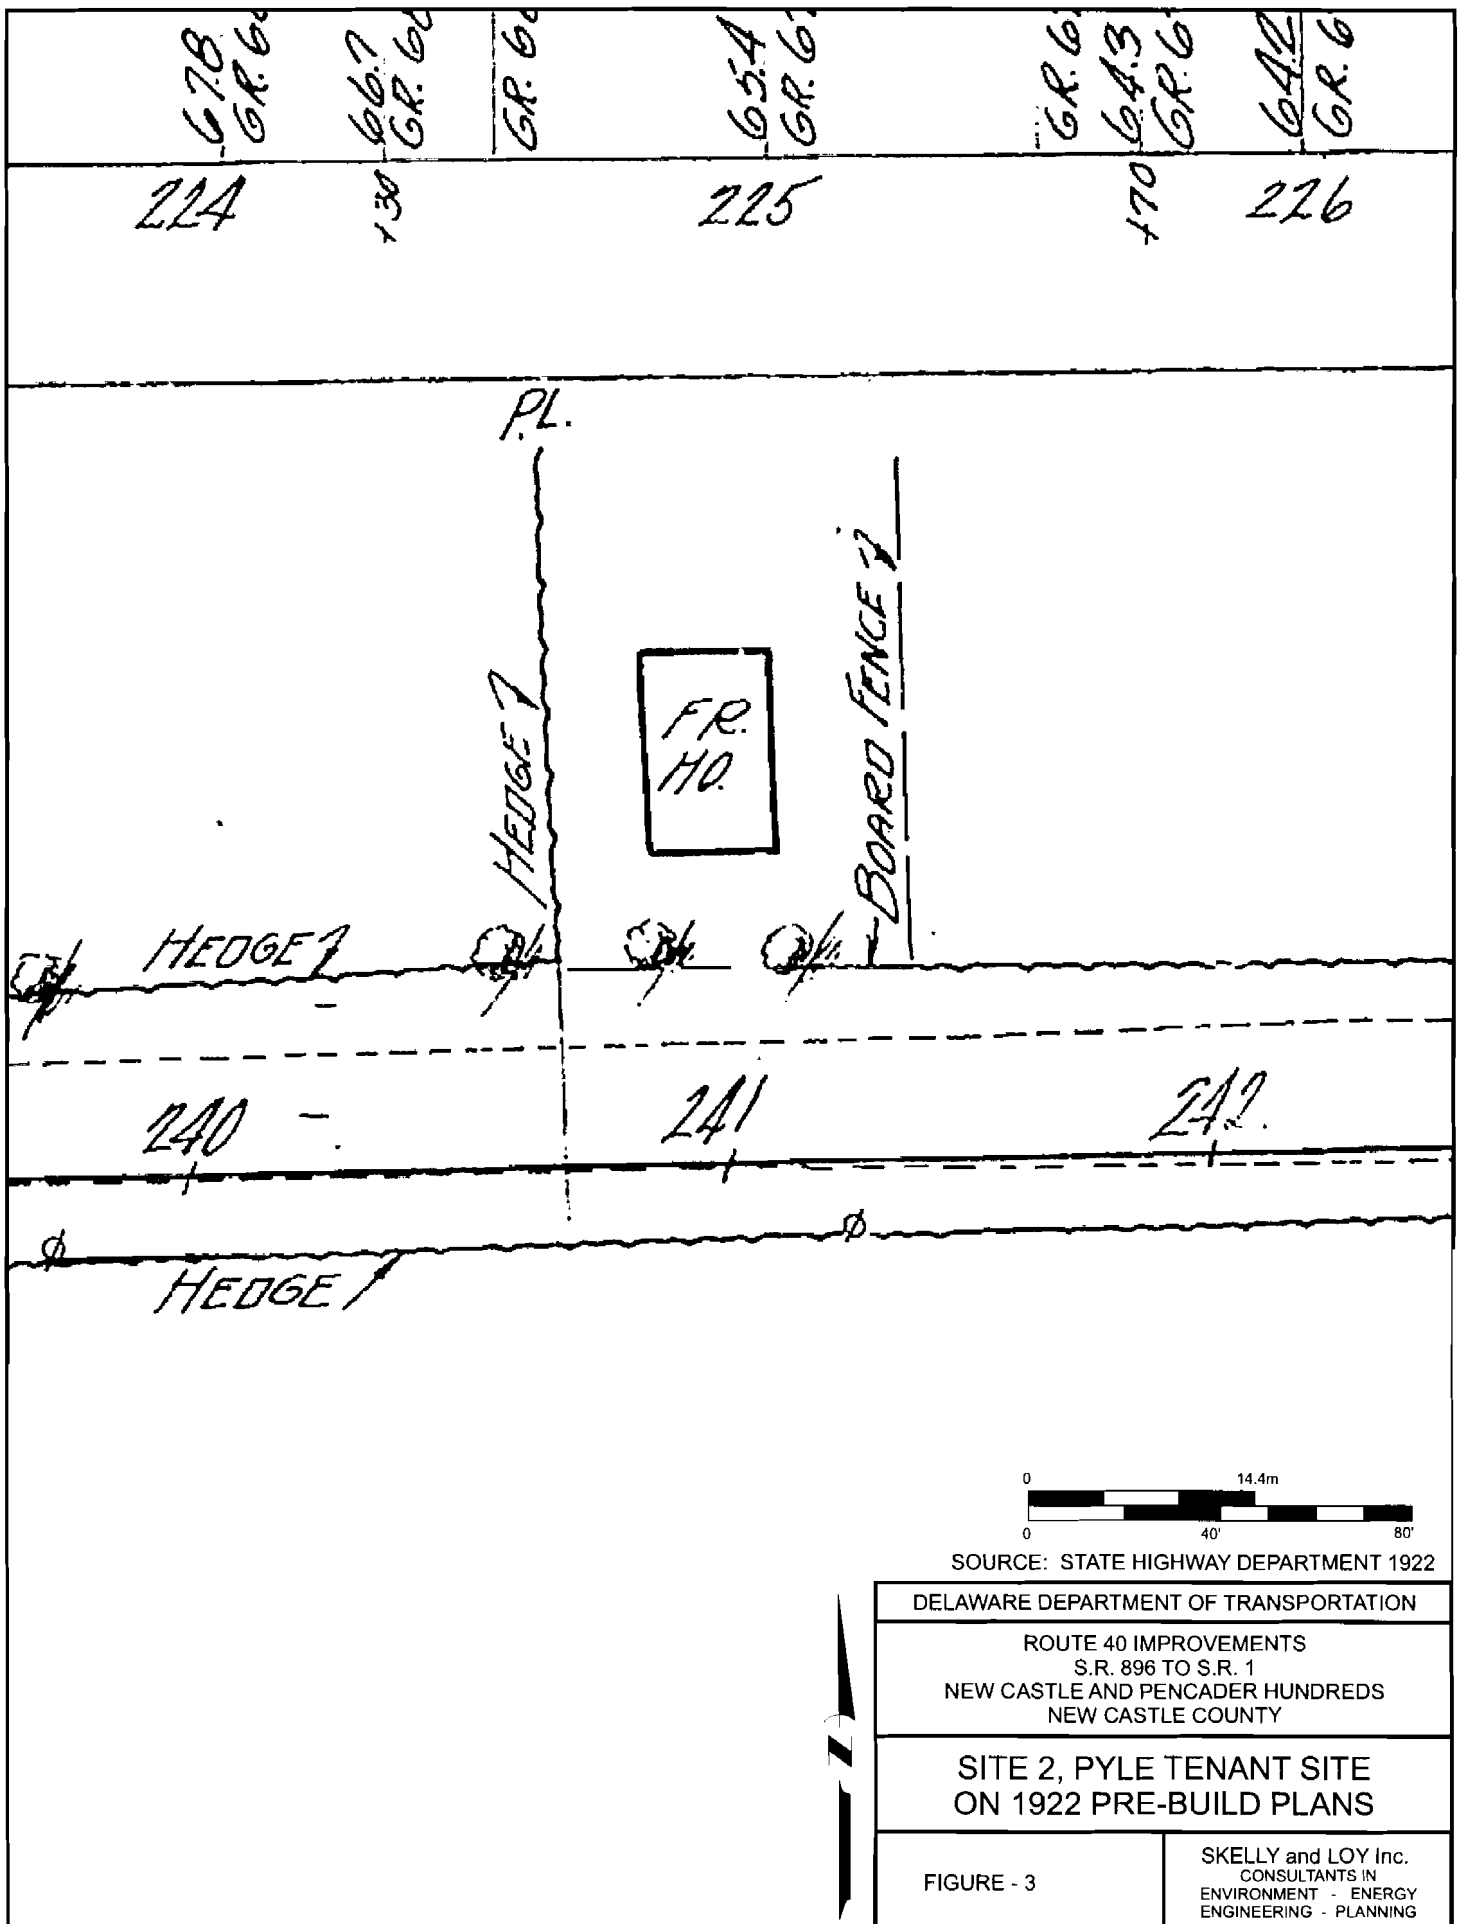 67.8
GR. 6
66.7
GR. 6
GR. 6
65.4
GR. 6
GR. 6
64.3
GR. 6
64.2
GR. 6
224
+30
225
+70
226
P.L.
BOARD FENCE
HEDGE
FR.
HO.
HEDGE
240
241
242
Φ
Φ
HEDGE
0
14.4m
0
40'
80'
SOURCE: STATE HIGHWAY DEPARTMENT 1922
DELAWARE DEPARTMENT OF TRANSPORTATION
ROUTE 40 IMPROVEMENTS
S.R. 896 TO S.R. 1
NEW CASTLE AND PENCADER HUNDREDS
NEW CASTLE COUNTY
Z
SITE 2, PYLE TENANT SITE
ON 1922 PRE-BUILD PLANS
FIGURE - 3
SKELLY and LOY Inc.
CONSULTANTS IN
ENVIRONMENT - ENERGY
ENGINEERING - PLANNING